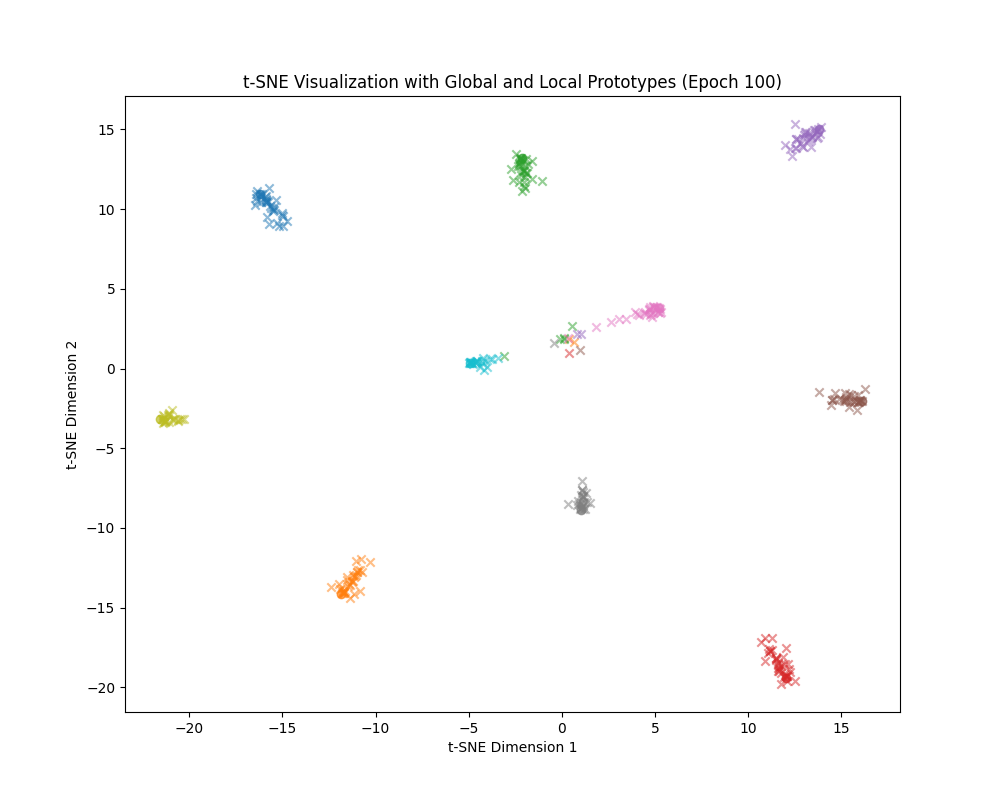 t-SNE Visualization with Global and Local Prototypes (Epoch 100)
t-SNE Dimension 2
15
10
5
0
−5
−10
−15
−20
−20 −15 −10 −5 0 5 10 15
t-SNE Dimension 1